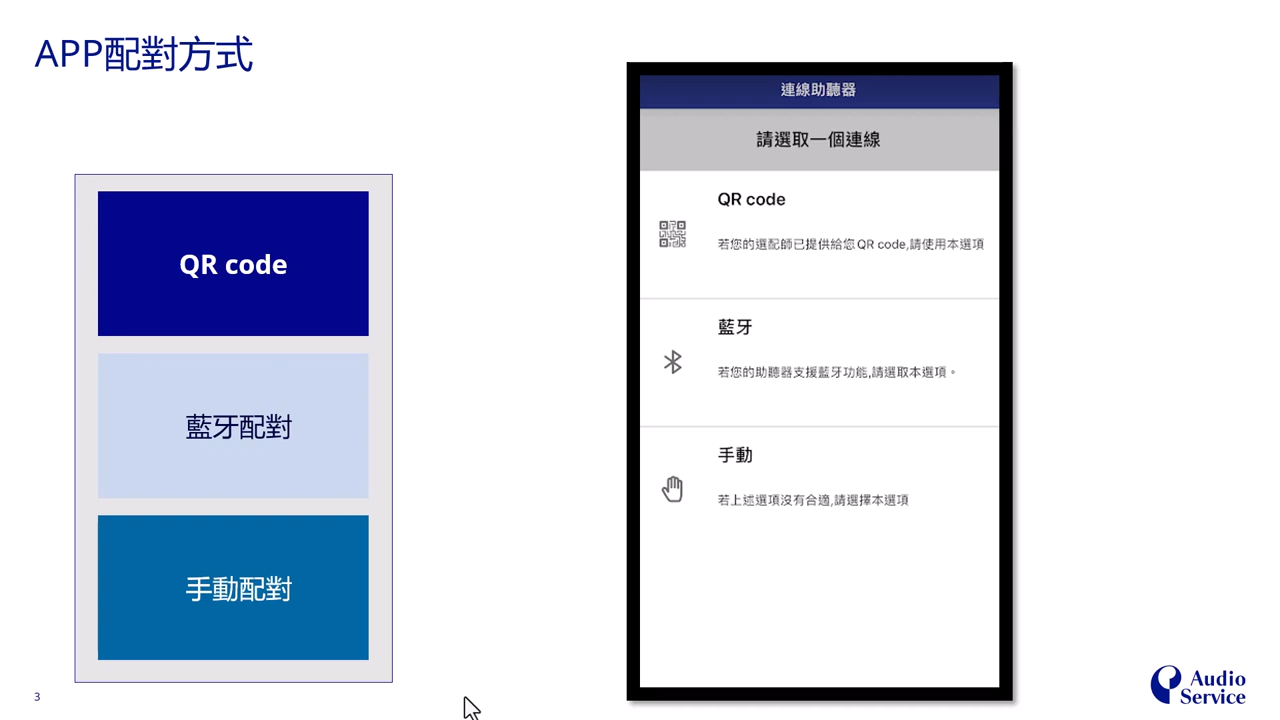 APP配對方式
QR code
藍牙配對
手動配對
連線助聽器
請選取一個連線
QR code
若您的選配師已提供給您QR code,請使用本選項
藍牙
若您的助聽器支援藍牙功能,請選取本選項。
手動
若上述選項沒有合適,請選擇本選項
3
Audio
Service